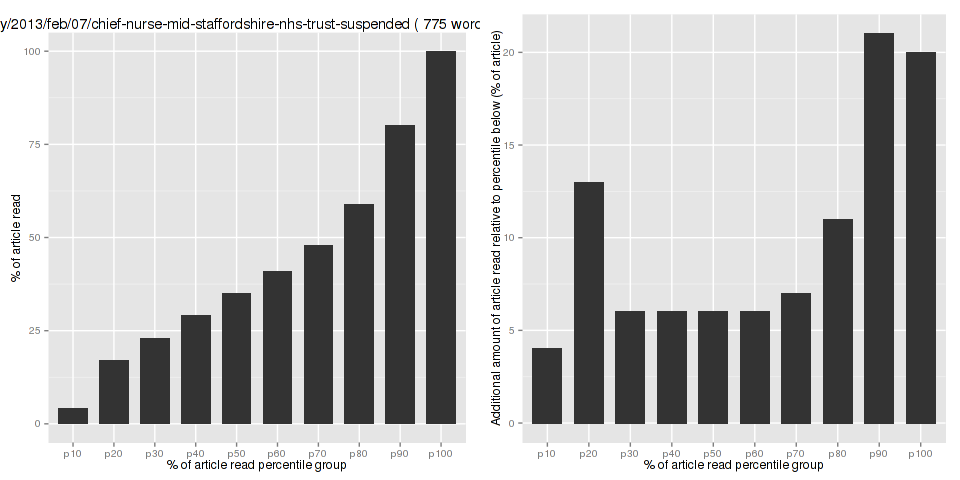 y/2013/feb/07/chief-nurse-mid-staffordshire-nhs-trust-suspended ( 775 word
100
75
50
25
0
% of article read
p10 p20 p30 p40 p50 p60 p70 p80 p90 p100
% of article read percentile group
20
15
10
5
0
Additional amount of article read relative to percentile below (% of article)
p10 p20 p30 p40 p50 p60 p70 p80 p90 p100
% of article read percentile group